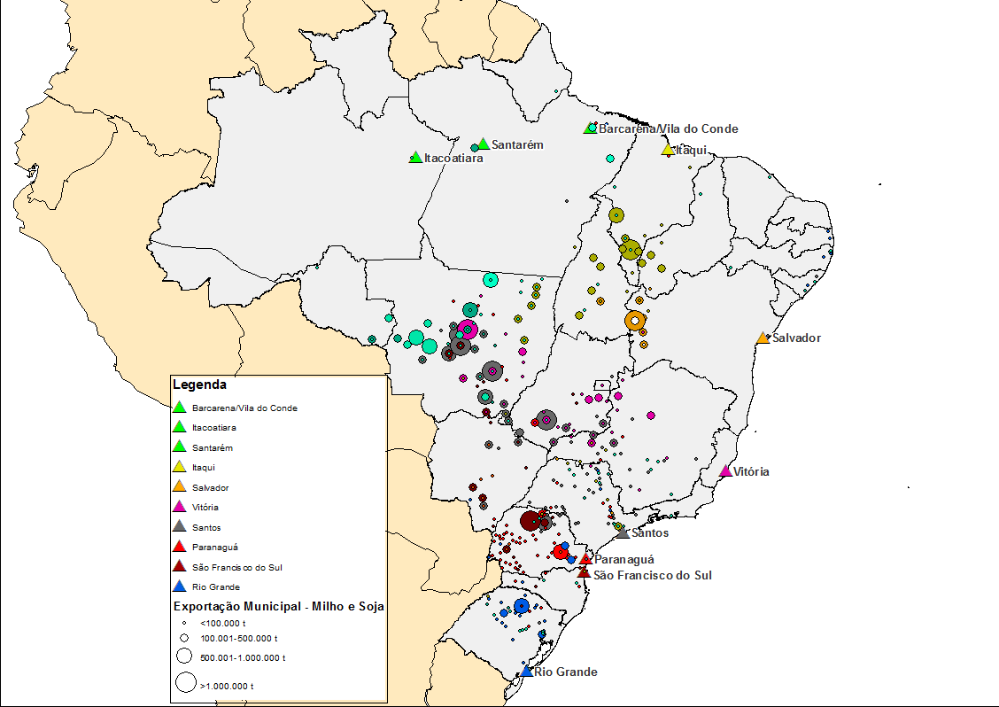 Barcarena/Vila do Conde
Santarém
Itaqui
Itacoatiara
Salvador
Vitória
Santos
Paranaguá
São Francisco do Sul
Rio Grande
Legenda
Barcarena/Vila do Conde
Itacoatiara
Santarém
Itaqui
Salvador
Vitória
Santos
Paranaguá
São Francisco do Sul
Rio Grande
Exportação Municipal - Milho e Soja
<100.000 t
100.001-500.000 t
500.001-1.000.000 t
>1.000.000 t